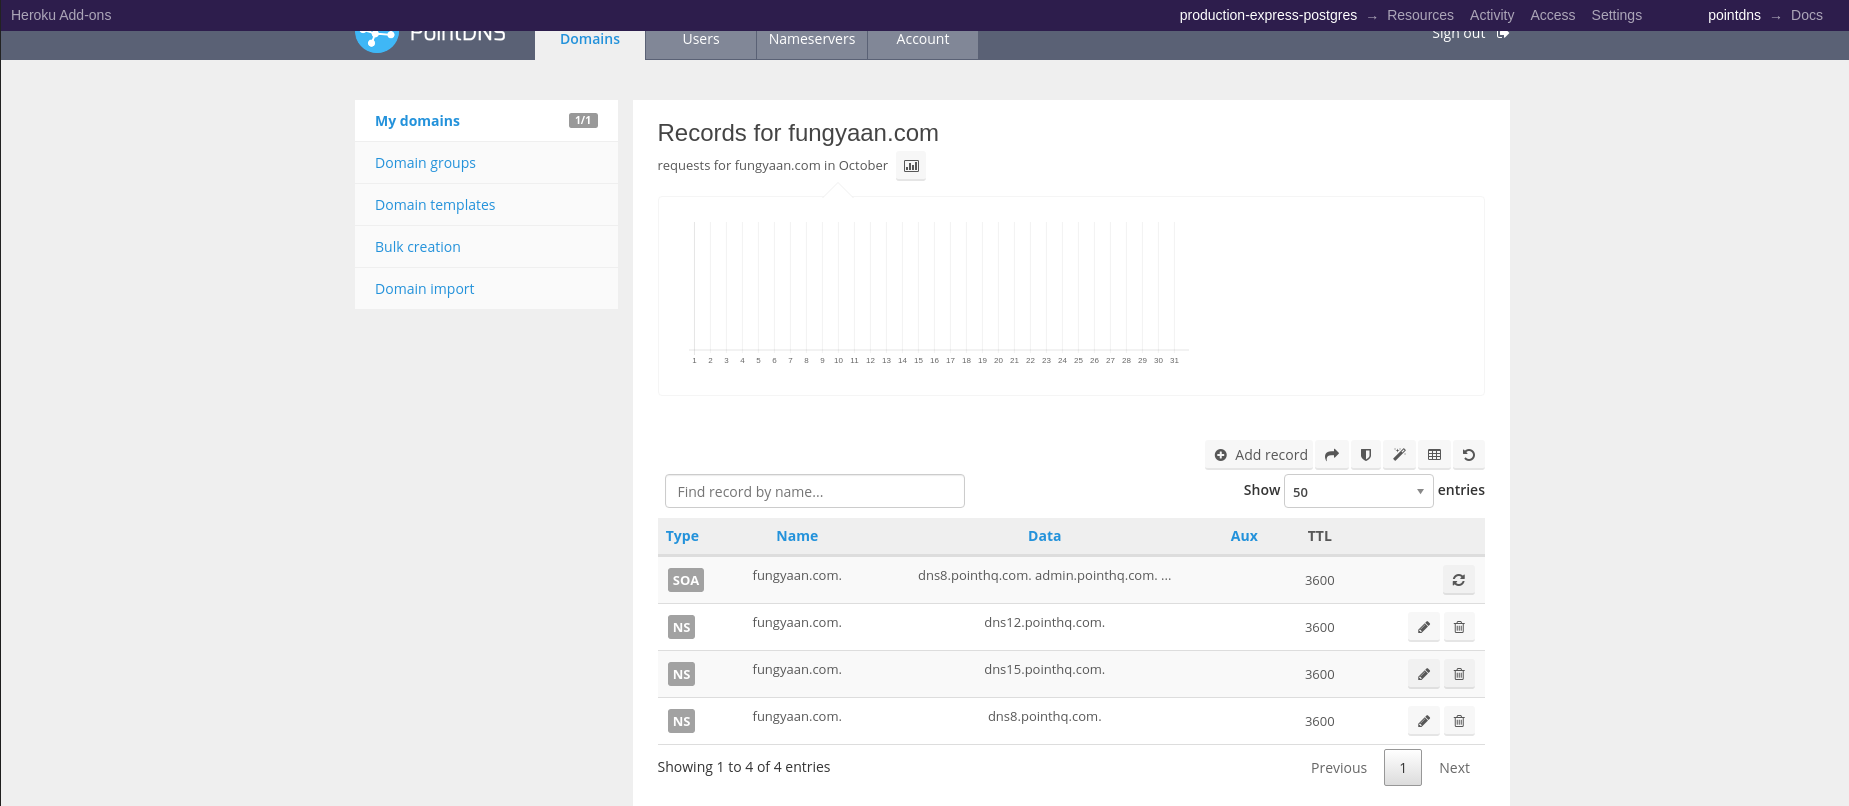 Heroku Add-ons
production-express-postgres → Resources Activity Access Settings pointdns → Docs
PointDNS Domains Users Nameservers Account Sign out
My domains 1/1
Domain groups
Domain templates
Bulk creation
Domain import
Records for fungyaan.com
requests for fungyaan.com in October
1 2 3 4 5 6 7 8 9 10 11 12 13 14 15 16 17 18 19 20 21 22 23 24 25 26 27 28 29 30 31
Add record
Find record by name...
Show 50 entries
Type Name Data Aux TTL
SOA fungyaan.com. dns8.pointhq.com. admin.pointhq.com. ... 3600
NS fungyaan.com. dns12.pointhq.com. 3600
NS fungyaan.com. dns15.pointhq.com. 3600
NS fungyaan.com. dns8.pointhq.com. 3600
Showing 1 to 4 of 4 entries
Previous 1 Next